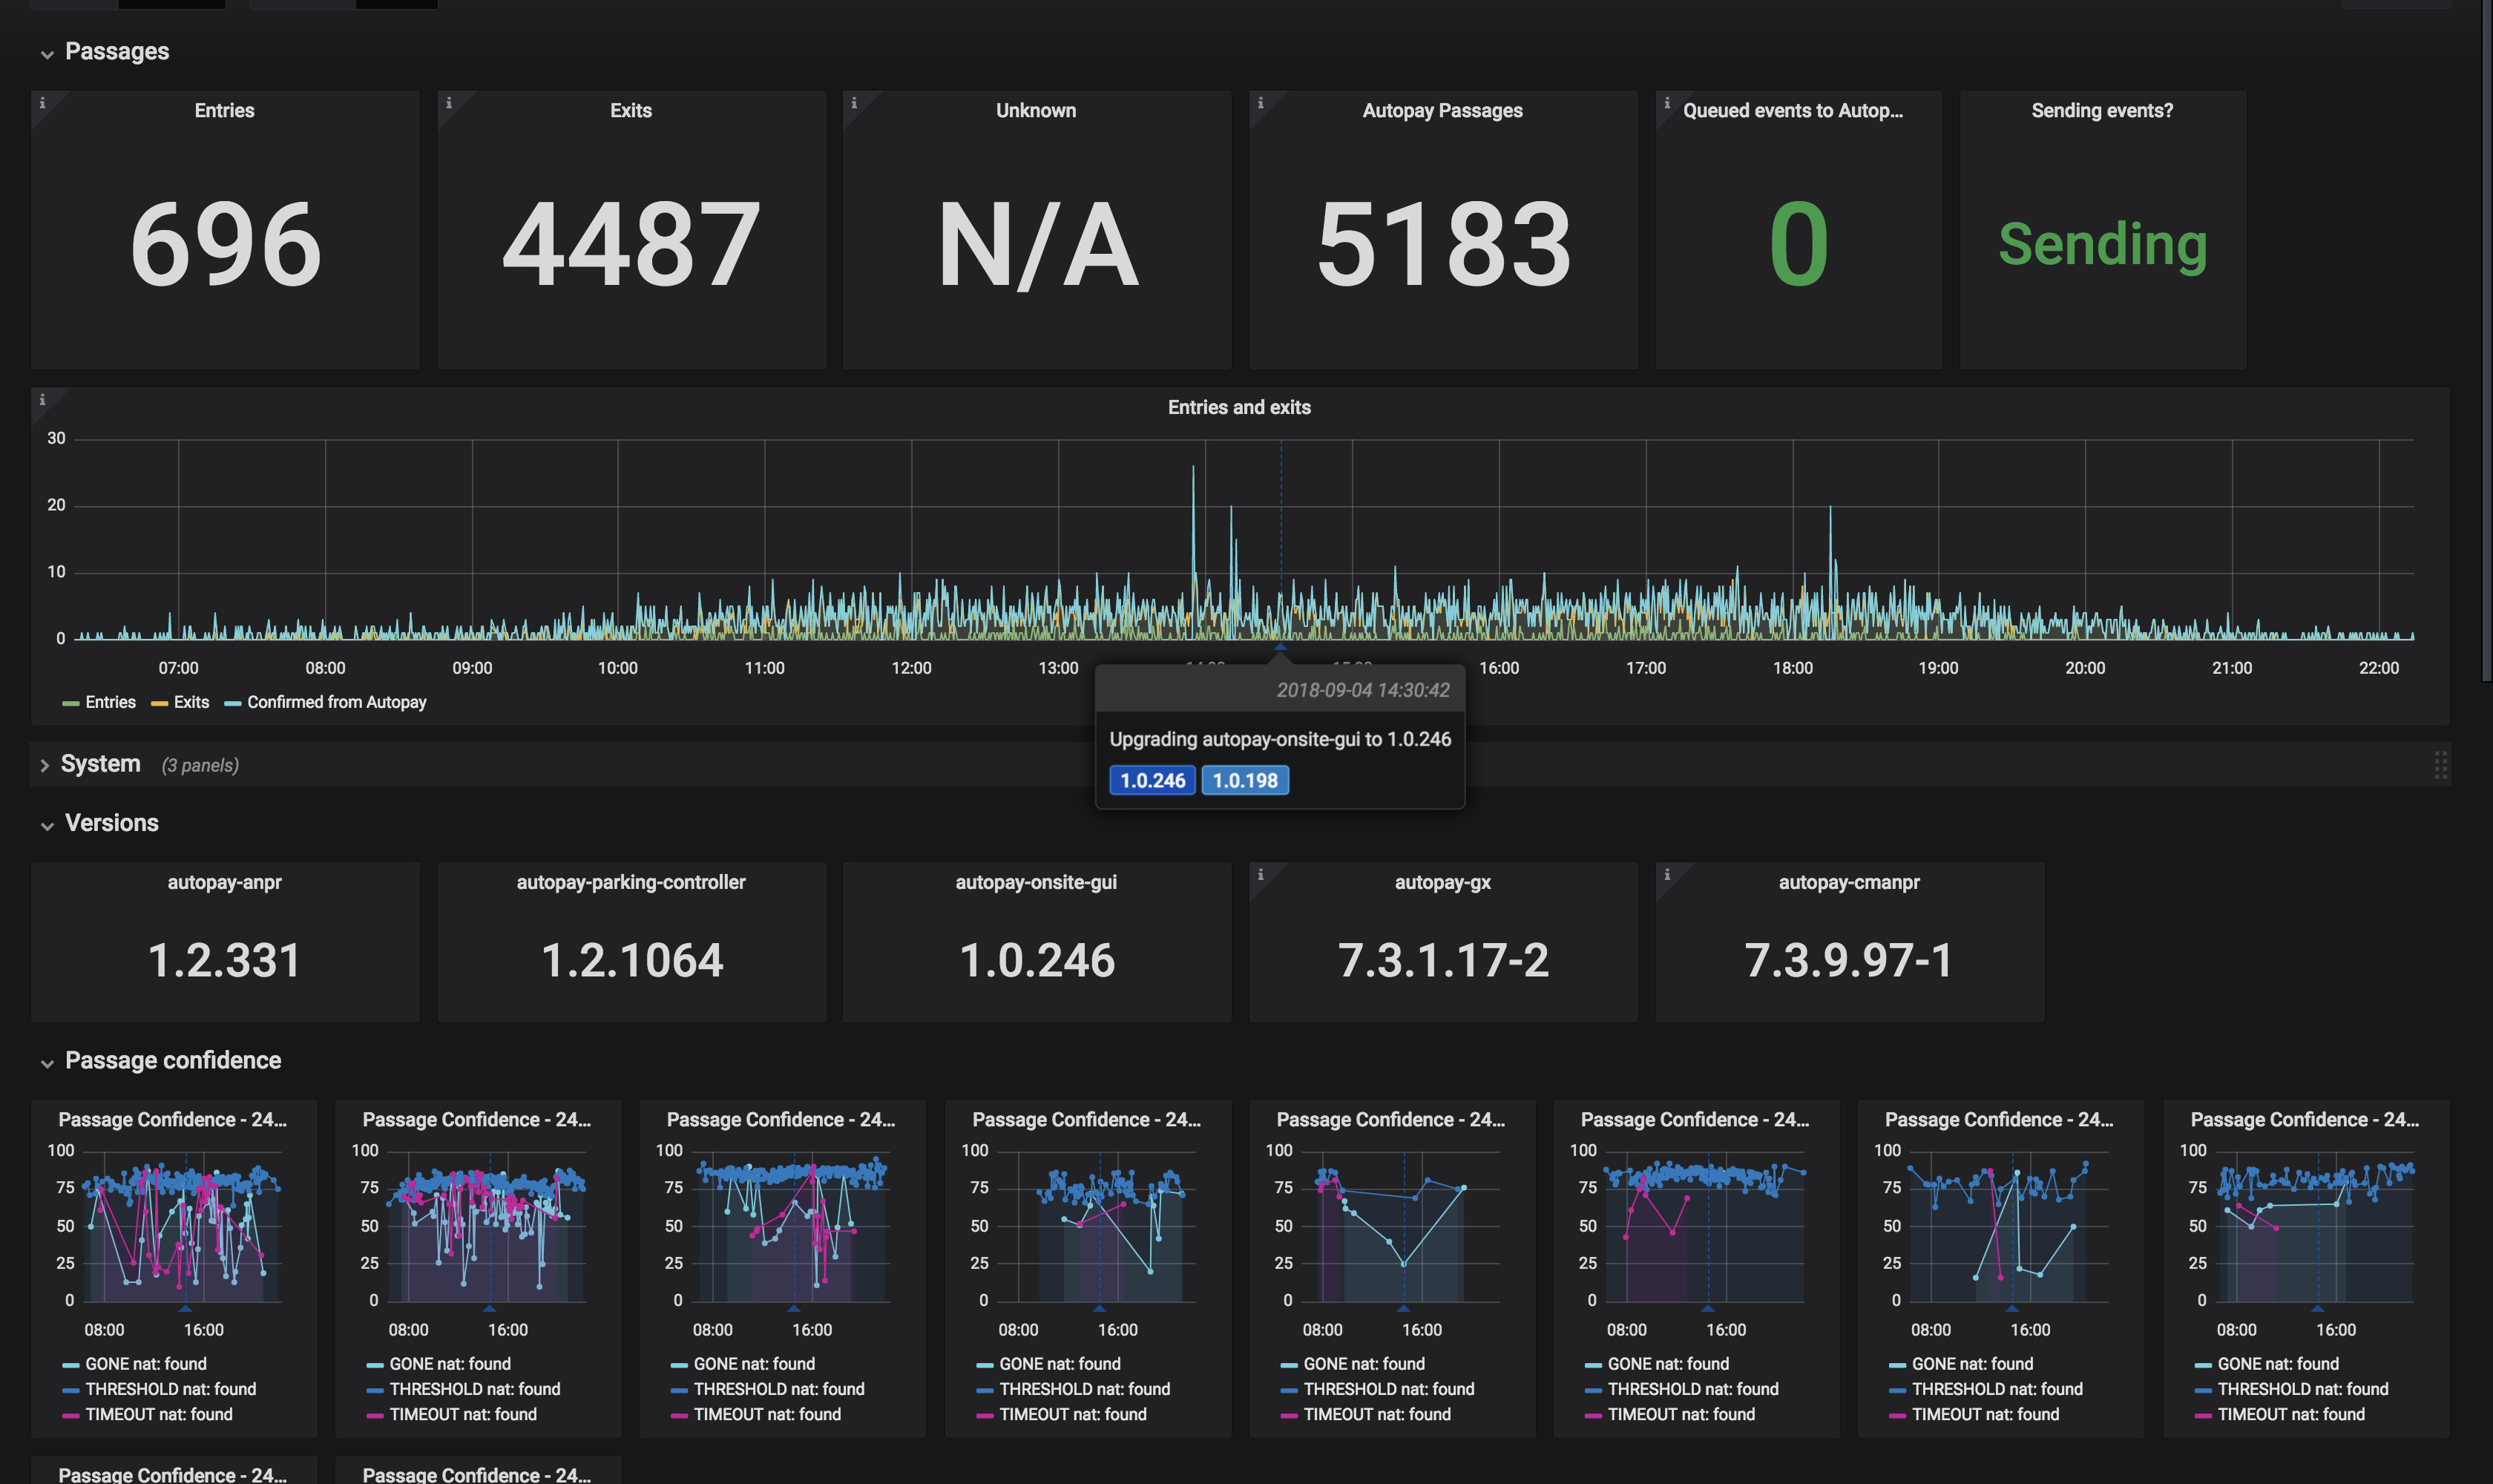 Passages
Entries
Exits
Unknown
Autopay Passages
Queued events to Autop...
Sending events?
696
4487
N/A
5183
0
Sending
Entries and exits
30
20
10
0
07:00 08:00 09:00 10:00 11:00 12:00 13:00 16:00 17:00 18:00 19:00 20:00 21:00 22:00
Entries Exits Confirmed from Autopay
2018-09-04 14:30:42
Upgrading autopay-onsite-gui to 1.0.246
1.0.246 1.0.198
System (3 panels)
Versions
autopay-anpr
autopay-parking-controller
autopay-onsite-gui
autopay-gx
autopay-cmanpr
1.2.331
1.2.1064
1.0.246
7.3.1.17-2
7.3.9.97-1
Passage confidence
Passage Confidence - 24...
100
75
50
25
0
08:00 16:00
GONE nat: found
THRESHOLD nat: found
TIMEOUT nat: found
Passage Confidence - 24...
100
75
50
25
0
08:00 16:00
GONE nat: found
THRESHOLD nat: found
TIMEOUT nat: found
Passage Confidence - 24...
100
75
50
25
0
08:00 16:00
GONE nat: found
THRESHOLD nat: found
TIMEOUT nat: found
Passage Confidence - 24...
100
75
50
25
0
08:00 16:00
GONE nat: found
THRESHOLD nat: found
TIMEOUT nat: found
Passage Confidence - 24...
100
75
50
25
0
08:00 16:00
GONE nat: found
THRESHOLD nat: found
TIMEOUT nat: found
Passage Confidence - 24...
100
75
50
25
0
08:00 16:00
GONE nat: found
THRESHOLD nat: found
TIMEOUT nat: found
Passage Confidence - 24...
100
75
50
25
0
08:00 16:00
GONE nat: found
THRESHOLD nat: found
TIMEOUT nat: found
Passage Confidence - 24...
100
75
50
25
0
08:00 16:00
GONE nat: found
THRESHOLD nat: found
TIMEOUT nat: found
Passage Confidence - 24...
Passage Confidence - 24...